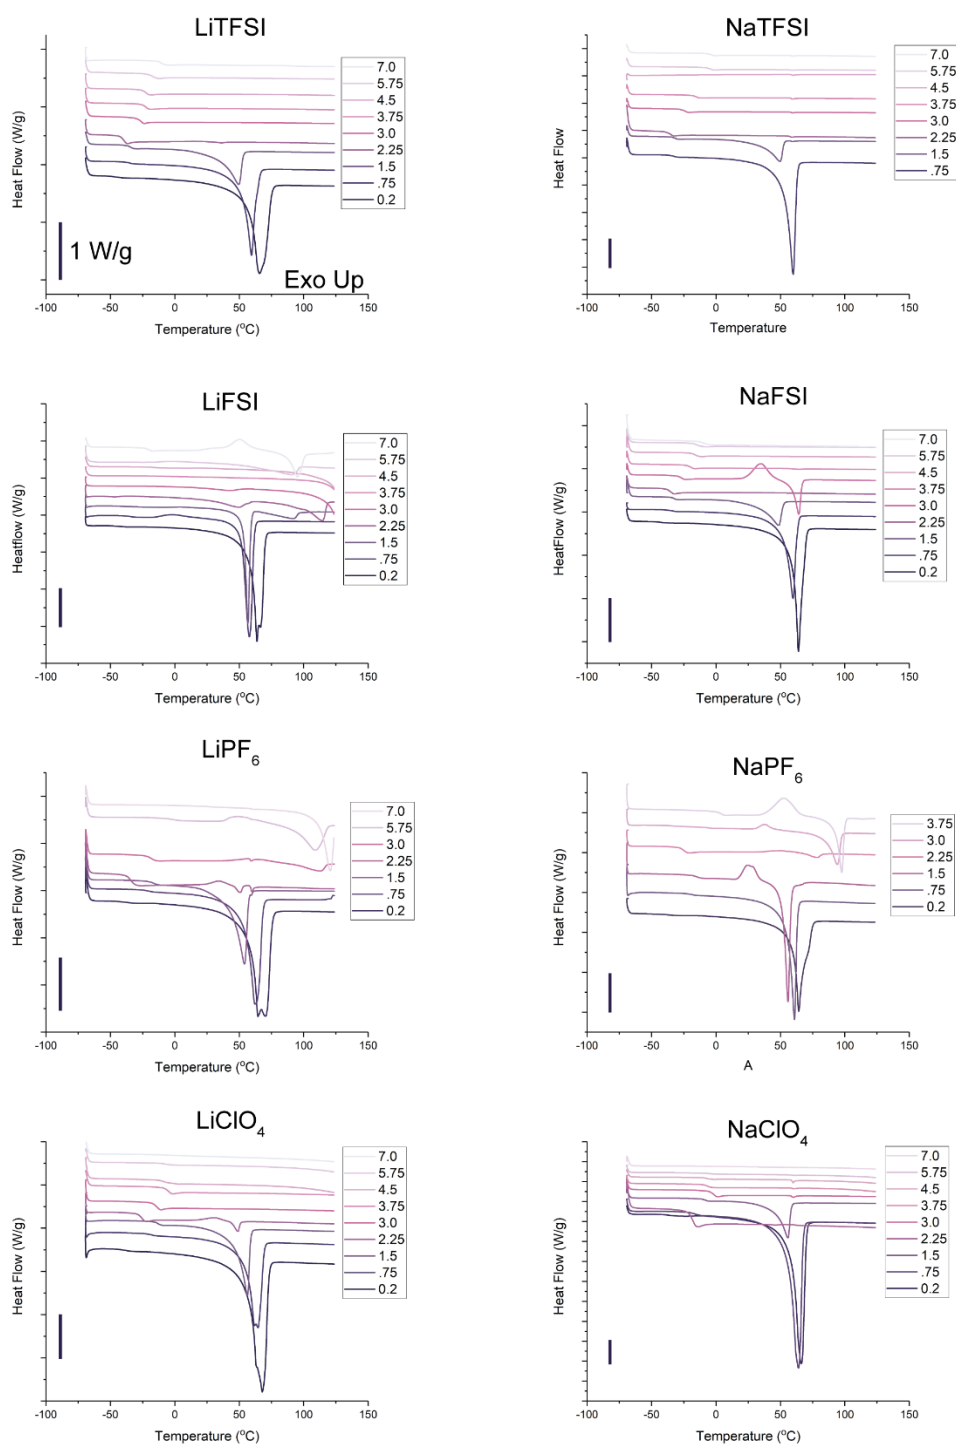 LiTFSI
Heat Flow (W/g)
7.0
5.75
4.5
3.75
3.0
2.25
1.5
.75
0.2
1 W/g
Exo Up
-100 -50 0 50 100 150
Temperature (°C)
NaTFSI
Heat Flow
7.0
5.75
4.5
3.75
3.0
2.25
1.5
.75
-100 -50 0 50 100 150
Temperature
LiFSI
Heatflow (W/g)
7.0
5.75
4.5
3.75
3.0
2.25
1.5
.75
0.2
-100 -50 0 50 100 150
Temperature (°C)
NaFSI
HeatFlow (W/g)
7.0
5.75
4.5
3.75
3.0
2.25
1.5
.75
0.2
-100 -50 0 50 100 150
Temperature (°C)
LiPF₆
Heat Flow (W/g)
7.0
5.75
3.0
2.25
1.5
.75
0.2
-100 -50 0 50 100 150
Temperature (°C)
NaPF₆
Heat Flow (W/g)
3.75
3.0
2.25
1.5
.75
0.2
-100 -50 0 50 100 150
A
LiClO₄
Heat Flow (W/g)
7.0
5.75
4.5
3.75
3.0
2.25
1.5
.75
0.2
-100 -50 0 50 100 150
Temperature (°C)
NaClO₄
Heat Flow (W/g)
7.0
5.75
4.5
3.75
3.0
2.25
1.5
.75
0.2
-100 -50 0 50 100 150
Temperature (°C)